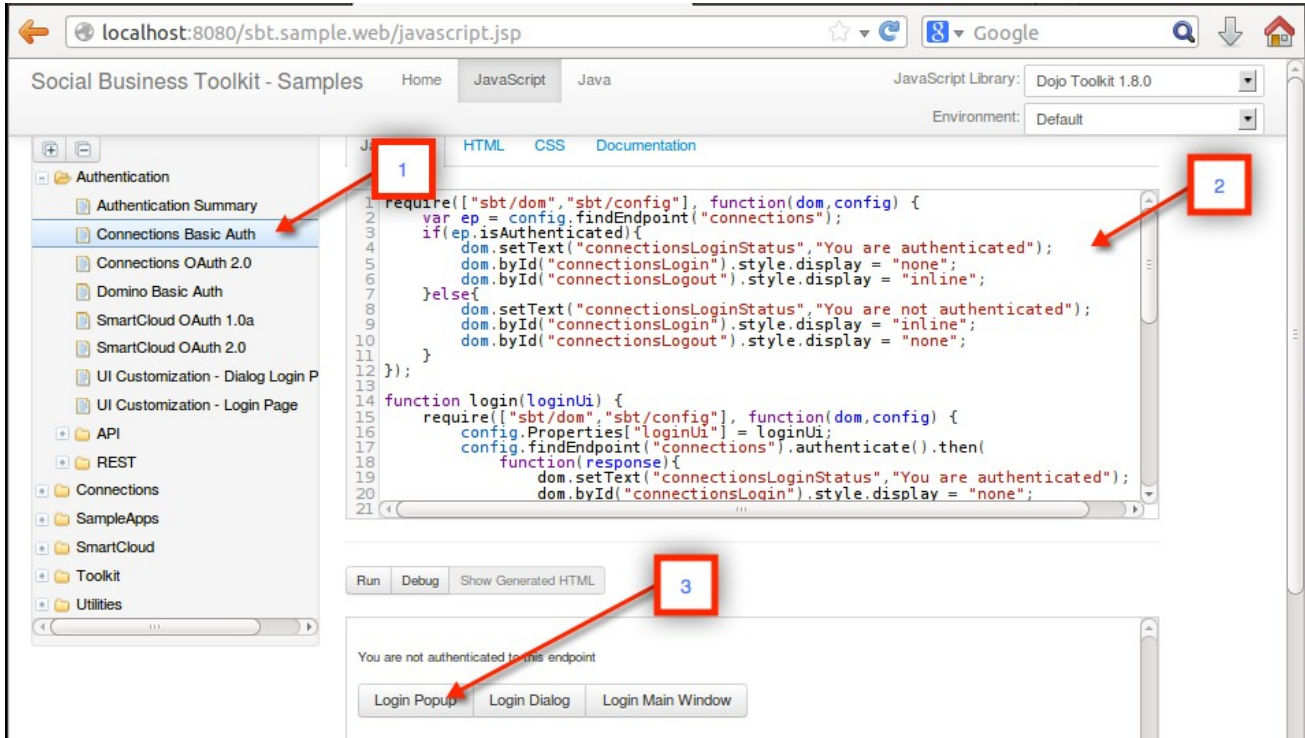 localhost:8080/sbt.sample.web/javascript.jsp
Google
Social Business Toolkit - Samples
Home
JavaScript
Java
JavaScript Library:
Dojo Toolkit 1.8.0
Environment:
Default
Authentication
Authentication Summary
Connections Basic Auth
Connections OAuth 2.0
Domino Basic Auth
SmartCloud OAuth 1.0a
SmartCloud OAuth 2.0
UI Customization - Dialog Login P
UI Customization - Login Page
API
REST
Connections
SampleApps
SmartCloud
Toolkit
Utilities
1
HTML
CSS
Documentation
2
1 require(["sbt/dom","sbt/config"], function(dom,config) {
2 var ep = config.findEndpoint("connections");
3 if(ep.isAuthenticated){
4 dom.setText("connectionsLoginStatus","You are authenticated");
5 dom.byId("connectionsLogin").style.display = "none";
6 dom.byId("connectionsLogout").style.display = "inline";
7 }else{
8 dom.setText("connectionsLoginStatus","You are not authenticated");
9 dom.byId("connectionsLogin").style.display = "inline";
10 dom.byId("connectionsLogout").style.display = "none";
11 }
12 });
13
14 function login(loginUi) {
15 require(["sbt/dom","sbt/config"], function(dom,config) {
16 config.Properties["loginUi"] = loginUi;
17 config.findEndpoint("connections").authenticate().then(
18 function(response){
19 dom.setText("connectionsLoginStatus","You are authenticated");
20 dom.byId("connectionsLogin").style.display = "none";
21
Run
Debug
Show Generated HTML
3
You are not authenticated to this endpoint
Login Popup
Login Dialog
Login Main Window